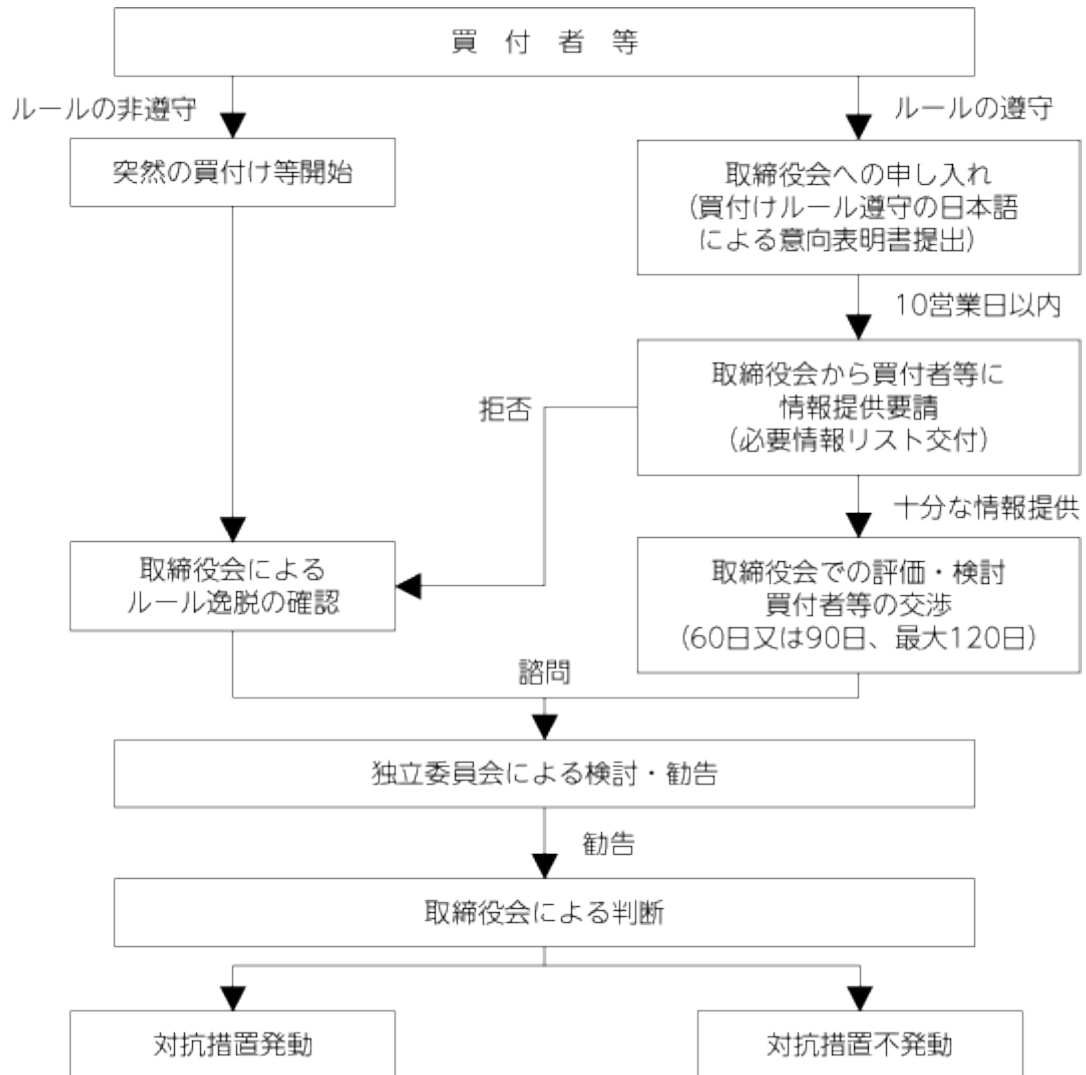 買 付 者 等
ルールの非遵守
ルールの遵守
突然の買付け等開始
取締役会への申し入れ
（買付けルール遵守の日本語
による意向表明書提出）
10営業日以内
取締役会から買付者等に
情報提供要請
（必要情報リスト交付）
拒否
十分な情報提供
取締役会による
ルール逸脱の確認
取締役会での評価・検討
買付者等の交渉
（60日又は90日、最大120日）
諮問
独立委員会による検討・勧告
勧告
取締役会による判断
対抗措置発動
対抗措置不発動